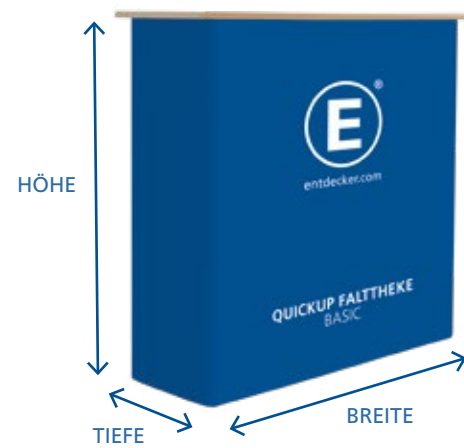 HÖHE
E®
entdecker.com
QUICKUP FALTTHEKE
BASIC
TIEFE
BREITE